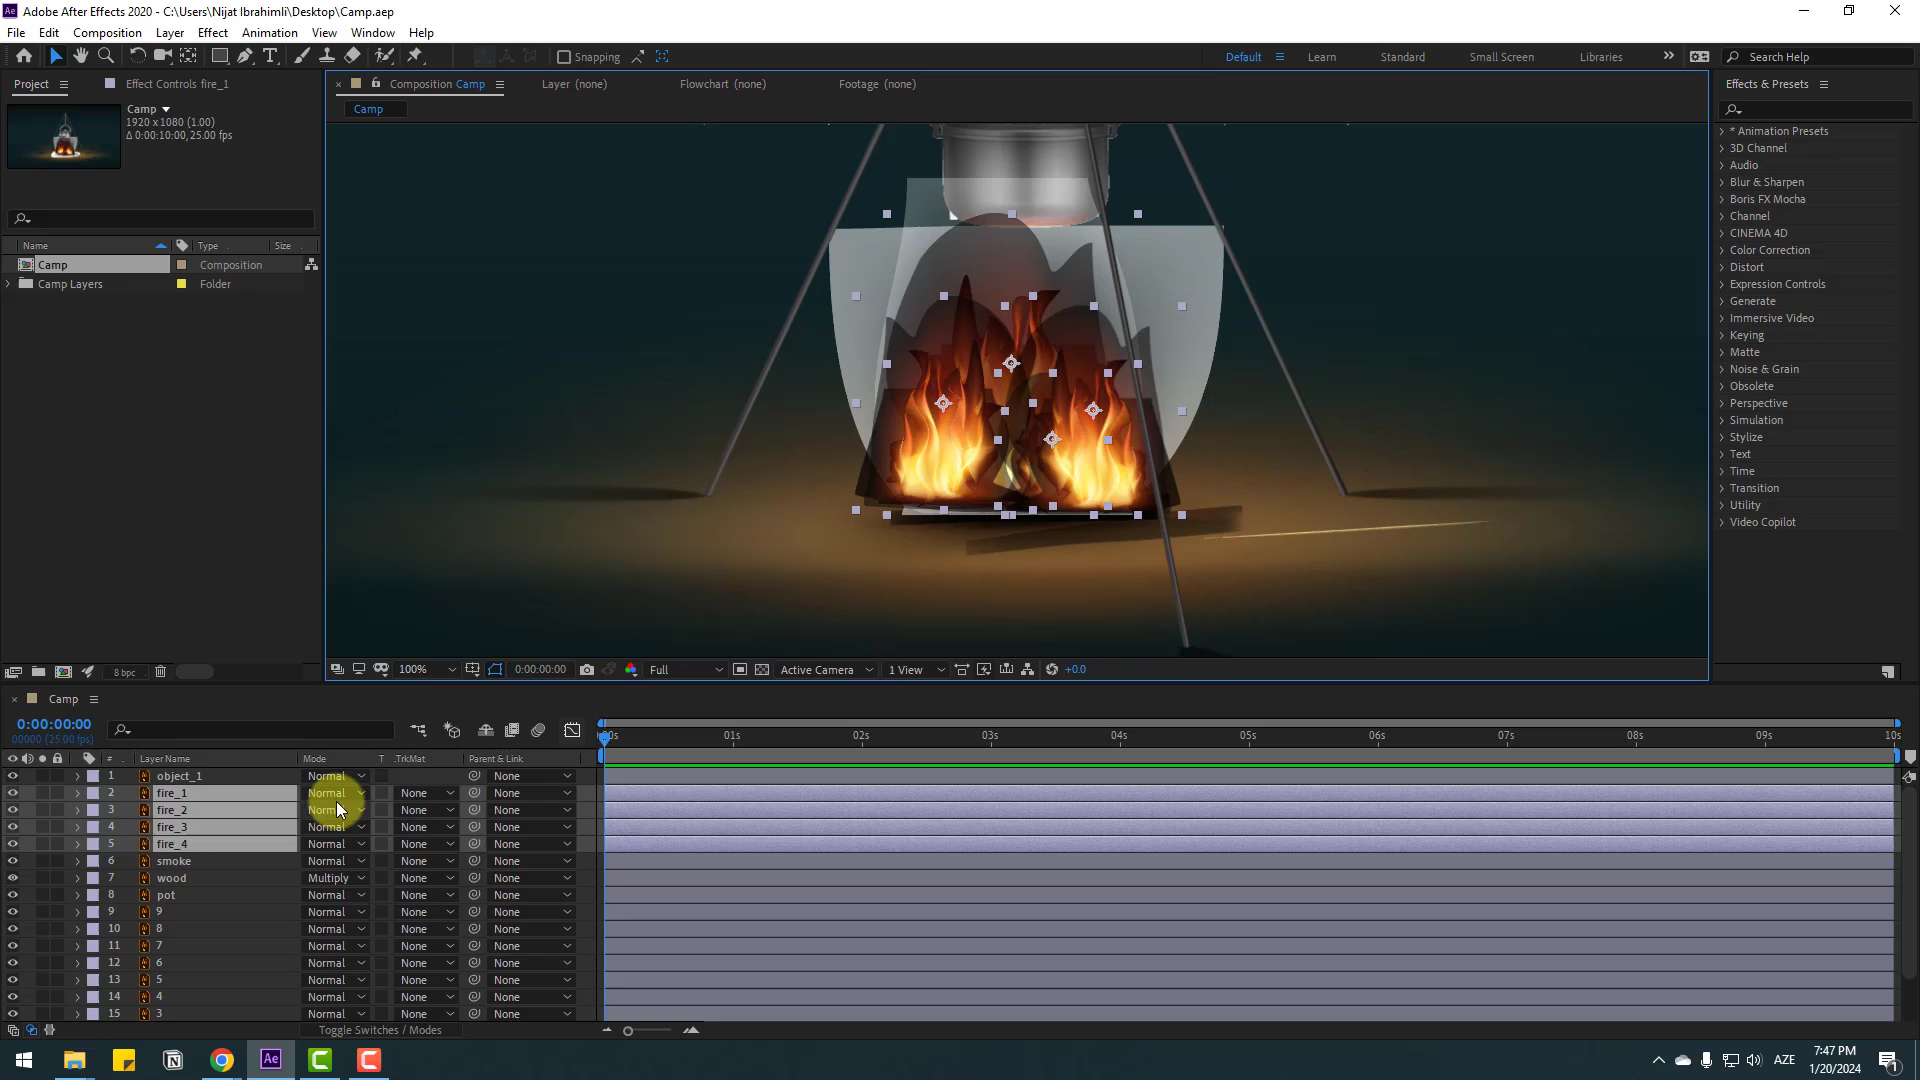 Adobe After Effects 2020 - C:\Users\Nijat Ibrahimli\Desktop\Camp.aep
File Edit Composition Layer Effect Animation View Window Help
Snapping Default Learn Standard Small Screen Libraries Search Help
Project Effect Controls fire_1 Composition Camp Layer (none) Flowchart (none) Footage (none) Effects & Presets
Camp
1920 x 1080 (1.00)
Δ 0:00:10:00, 25.00 fps
Camp
Name Type Size
Camp Composition
Camp Layers Folder
* Animation Presets
3D Channel
Audio
Blur & Sharpen
Boris FX Mocha
Channel
CINEMA 4D
Color Correction
Distort
Expression Controls
Generate
Immersive Video
Keying
Matte
Noise & Grain
Obsolete
Perspective
Simulation
Stylize
Text
Time
Transition
Utility
Video Copilot
8 bpc 100% 0:00:00:00 Full Active Camera 1 View +0.0
Camp
0:00:00:00
00000 (25.00 fps)
01s 02s 03s 04s 05s 06s 07s 08s 09s 10s
# Layer Name Mode T .TrkMat Parent & Link
1 object_1 Normal None
2 fire_1 Normal None None
3 fire_2 Normal None None
4 fire_3 Normal None None
5 fire_4 Normal None None
6 smoke Normal None None
7 wood Multiply None None
8 pot Normal None None
9 9 Normal None None
10 8 Normal None None
11 7 Normal None None
12 6 Normal None None
13 5 Normal None None
14 4 Normal None None
15 3 Normal None None
Toggle Switches / Modes
AZE 7:47 PM
1/20/2024